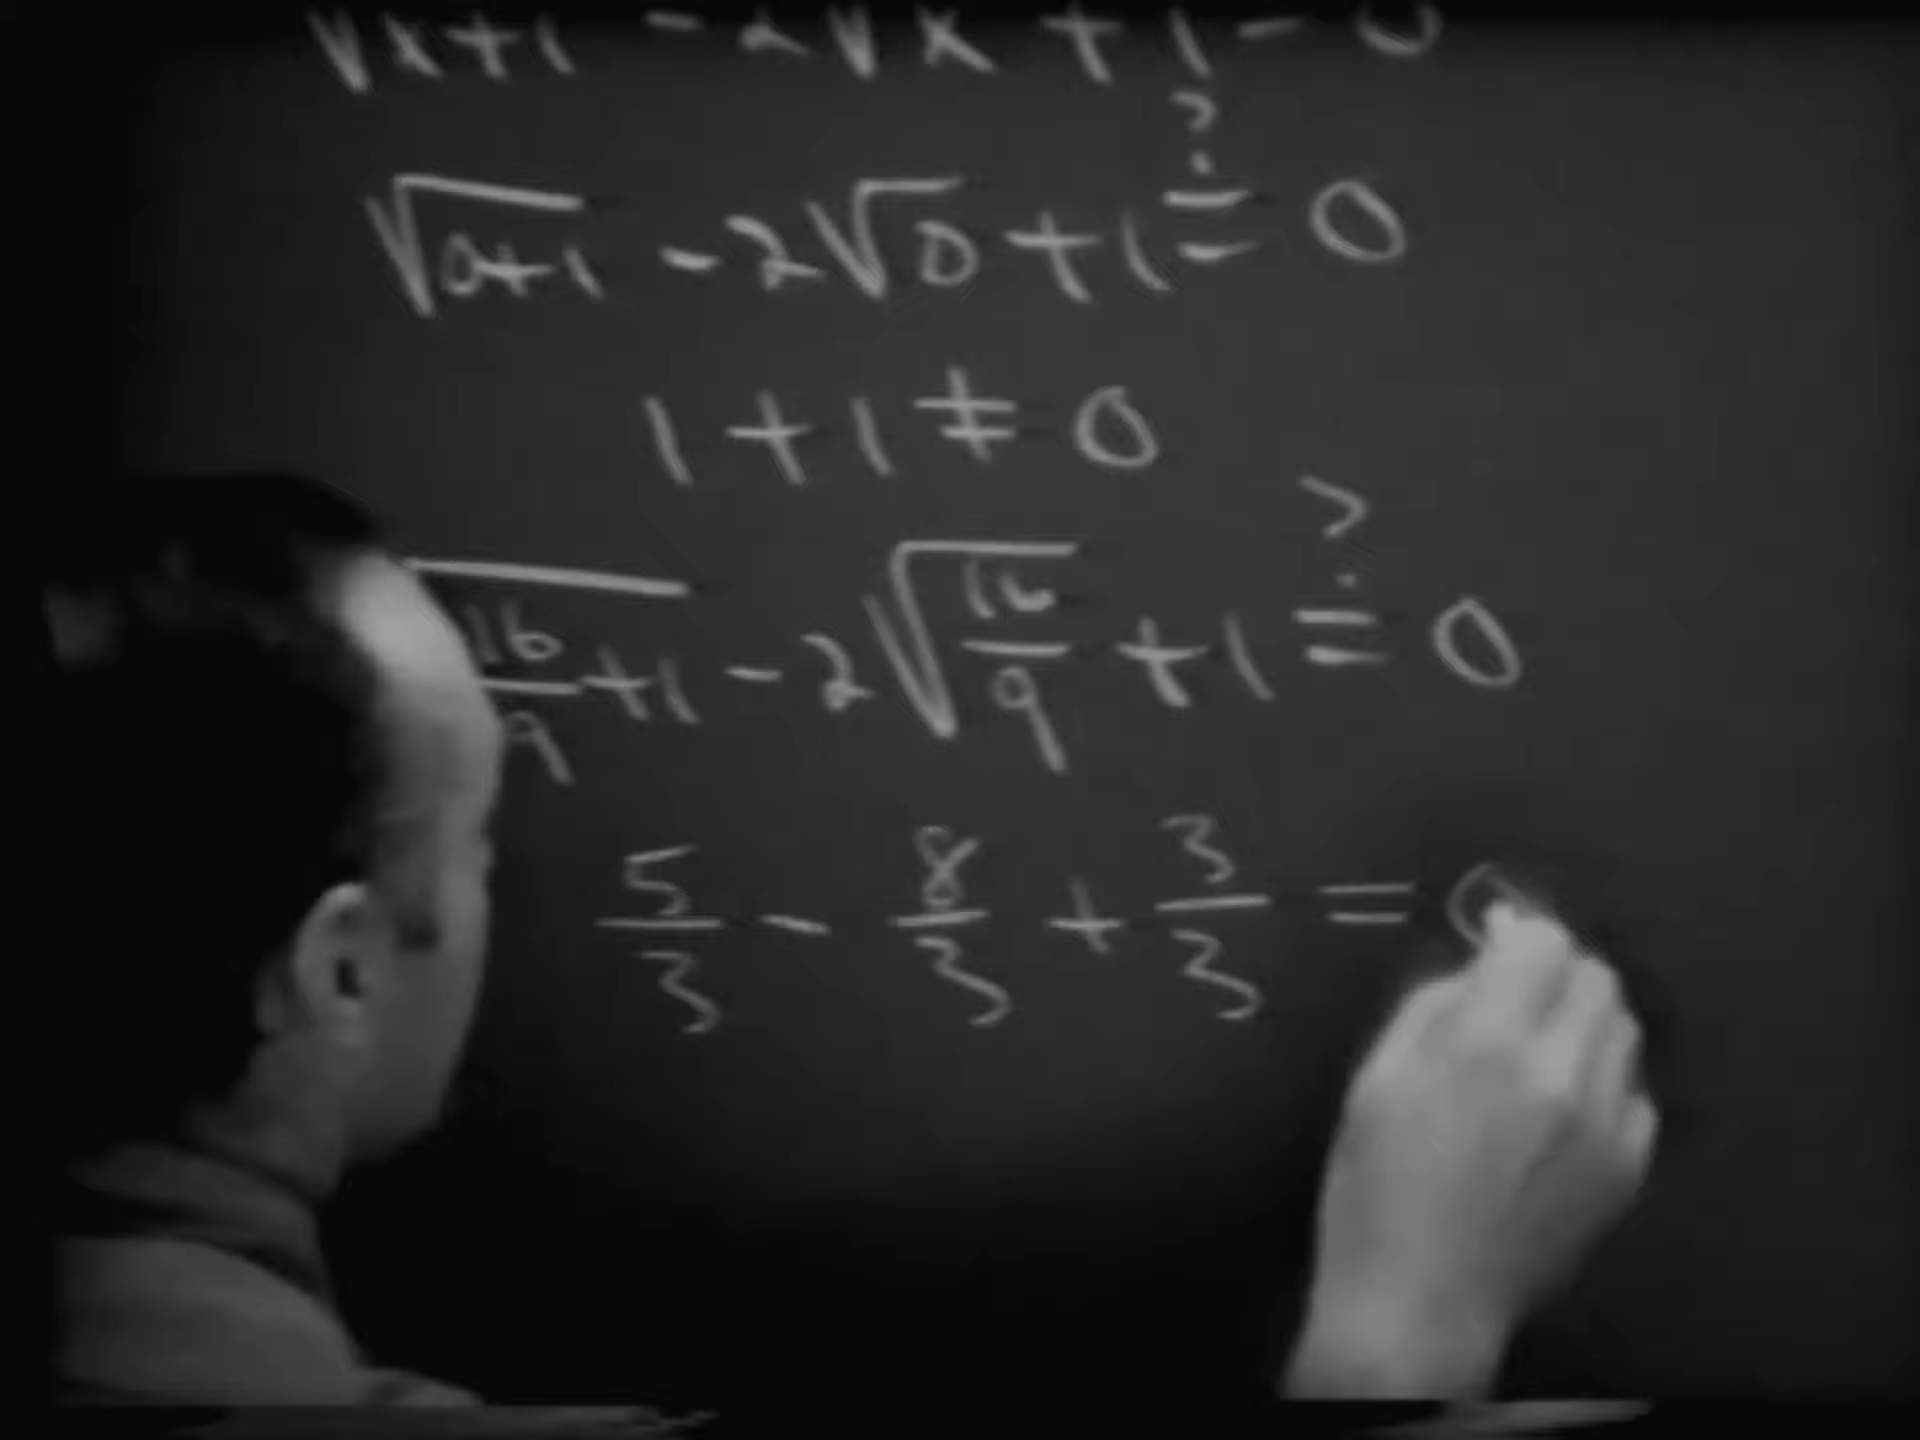 √x+1 - 2√x + 1 = 0
√0+1 - 2√0 + 1 ≟ 0
1 + 1 ≠ 0
16/9 + 1 - 2√16/9 + 1 ≟ 0
5/3 - 8/3 + 3/3 = 0